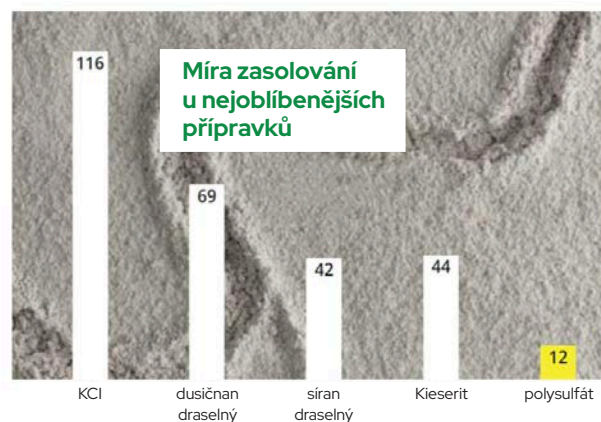 Míra zasolování
u nejoblíbenějších
přípravků
116
69
42
44
12
KCl
dusičnan
draselný
síran
draselný
Kieserit
polysulfát